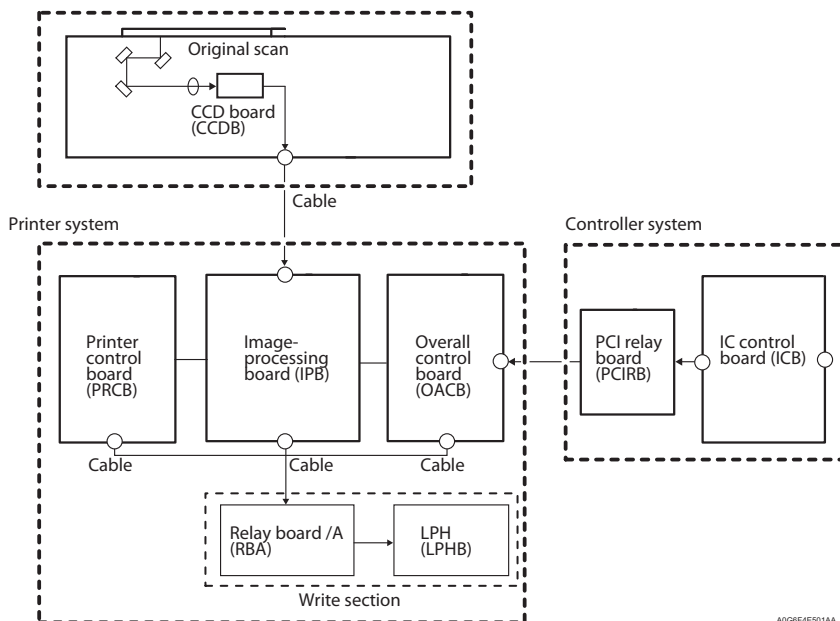 Original scan
CCD board
(CCDB)
Cable
Printer system
Controller system
Printer
control
board
(PRCB)
Image-
processing
board (IPB)
Overall
control
board
(OACB)
PCI relay
board
(PCIRB)
IC control
board (ICB)
Cable
Cable
Cable
Relay board /A
(RBA)
LPH
(LPHB)
Write section
A0G6F4E501AA